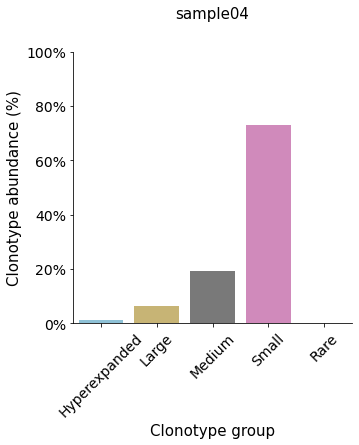 sample04
100%
80%
60%
40%
20%
0%
Clonotype abundance (%)
Hyperexpanded
Large
Medium
Small
Rare
Clonotype group